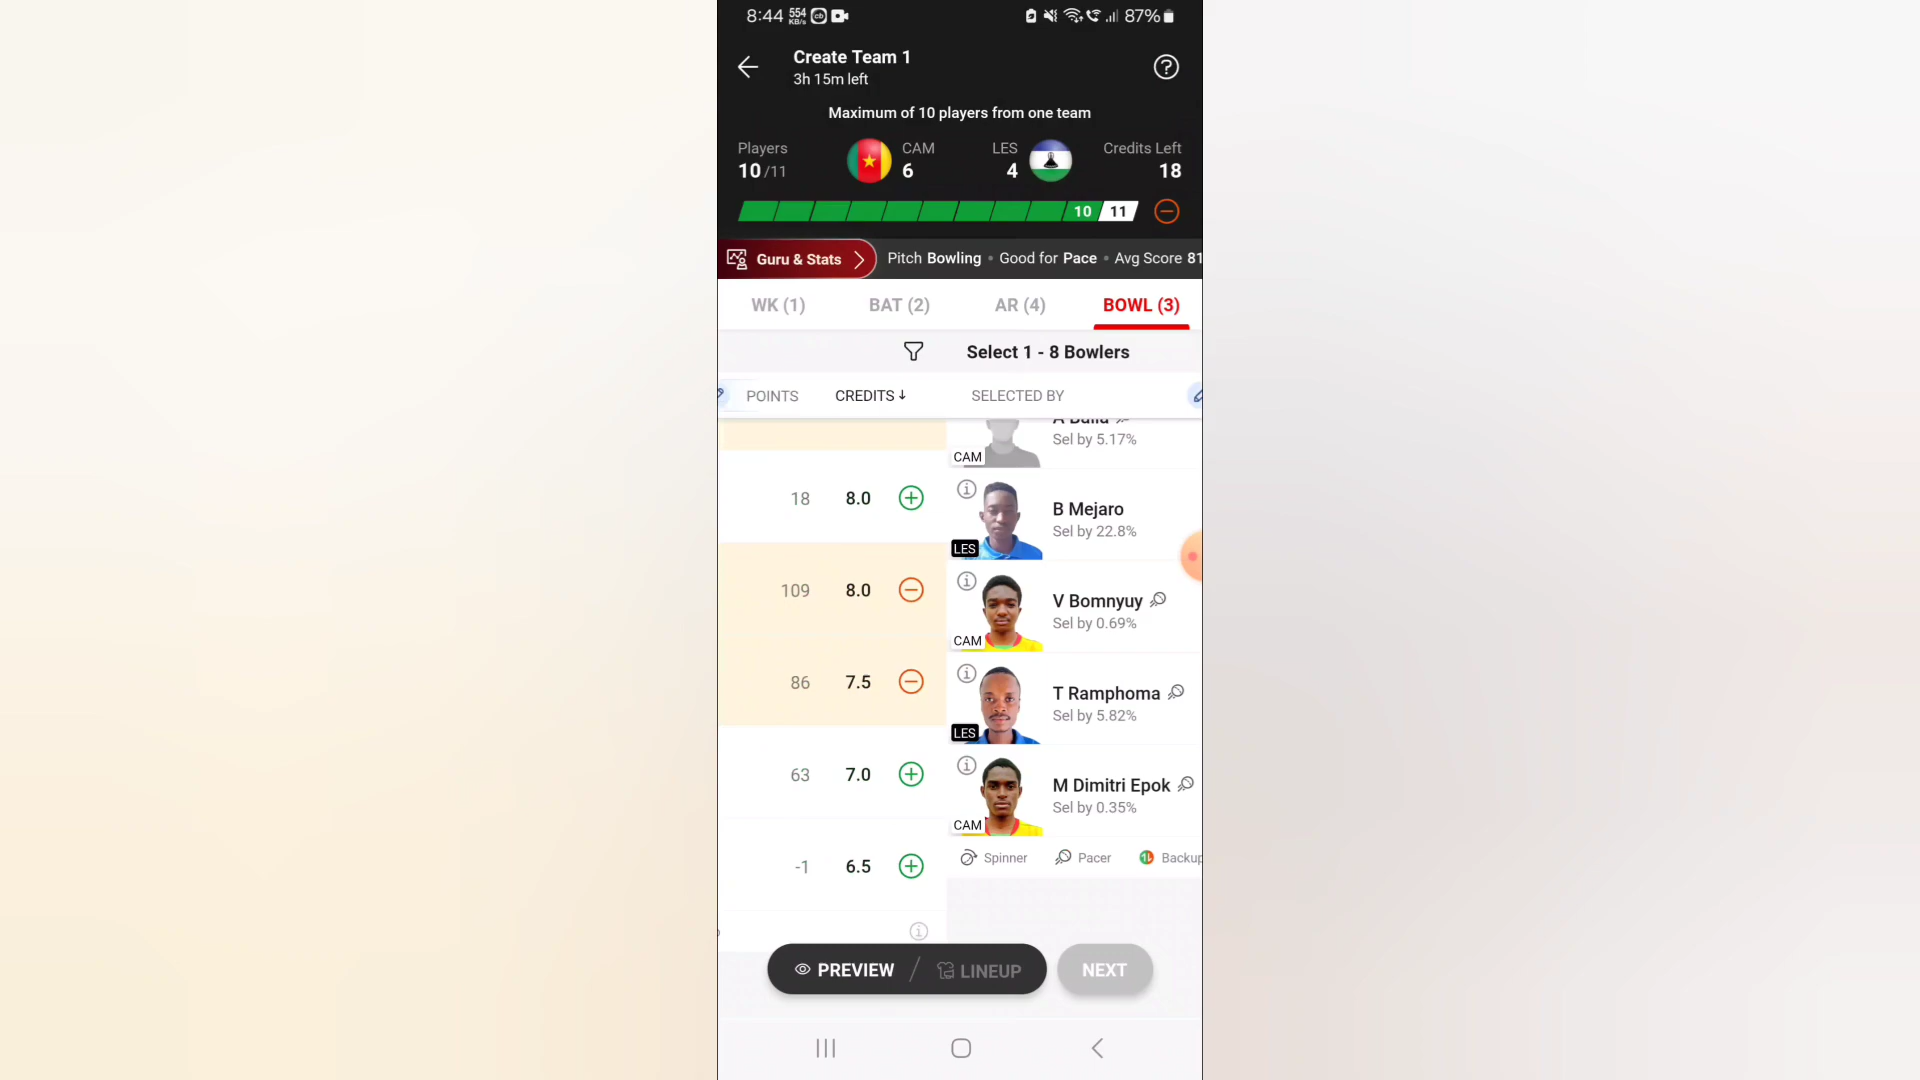 8:44 554 KB/s cb 87%
Create Team 1
3h 15m left
Maximum of 10 players from one team
Players CAM LES Credits Left
10/11 6 4 18
10 11
Guru & Stats Pitch Bowling • Good for Pace • Avg Score 81
WK (1) BAT (2) AR (4) BOWL (3)
Select 1 - 8 Bowlers
POINTS CREDITS↓ SELECTED BY
A Balla
Sel by 5.17%
CAM
18 8.0
B Mejaro
Sel by 22.8%
LES
109 8.0
V Bomnyuy
Sel by 0.69%
CAM
86 7.5
T Ramphoma
Sel by 5.82%
LES
63 7.0
M Dimitri Epok
Sel by 0.35%
CAM
Spinner Pacer Backup
-1 6.5
PREVIEW / LINEUP NEXT